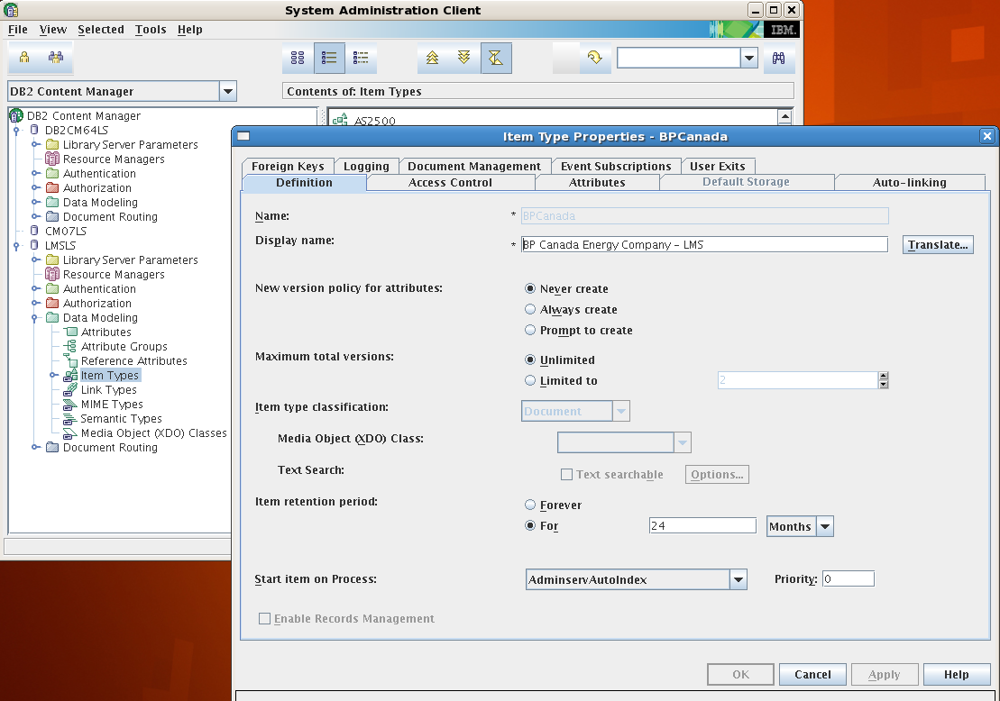 System Administration Client
File View Selected Tools Help
IBM.
DB2 Content Manager
Contents of: Item Types
DB2 Content Manager
DB2CM64LS
Library Server Parameters
Resource Managers
Authentication
Authorization
Data Modeling
Document Routing
CM07LS
LMSLS
Library Server Parameters
Resource Managers
Authentication
Authorization
Data Modeling
Attributes
Attribute Groups
Reference Attributes
Item Types
Link Types
MIME Types
Semantic Types
Media Object (XDO) Classes
Document Routing
AS2500
Item Type Properties - BPCanada
Foreign Keys Logging Document Management Event Subscriptions User Exits
Definition Access Control Attributes Default Storage Auto-linking
Name: * BPCanada
Display name: * BP Canada Energy Company - LMS Translate...
New version policy for attributes: Never create
Always create
Prompt to create
Maximum total versions: Unlimited
Limited to 2
Item type classification: Document
Media Object (XDO) Class:
Text Search: Text searchable Options...
Item retention period: Forever
For 24 Months
Start item on Process: AdminservAutoIndex Priority: 0
Enable Records Management
OK Cancel Apply Help